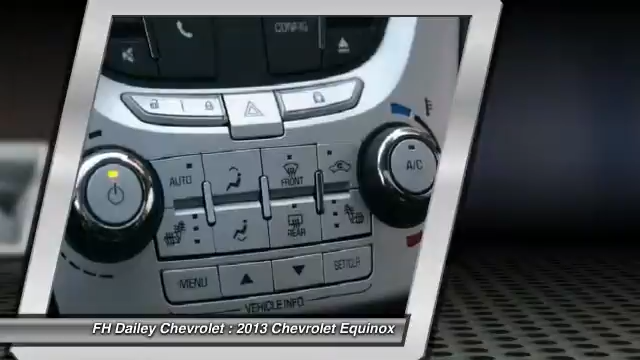 CONFIG
AUTO
FRONT
A/C
REAR
MENU
SET/CLR
VEHICLE INFO.
FH Dailey Chevrolet : 2013 Chevrolet Equinox